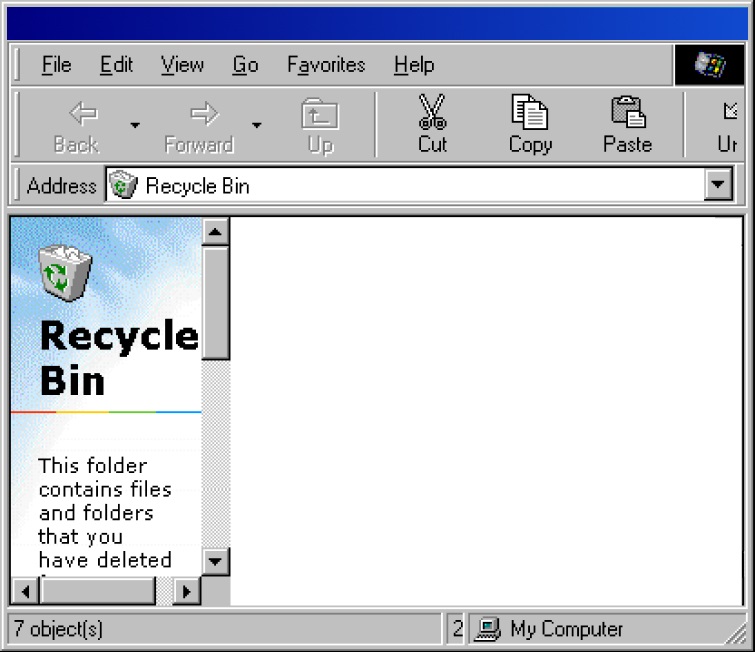 File Edit View Go Favorites Help
Back Forward Up Cut Copy Paste
Address Recycle Bin
Recycle
Bin
This folder
contains files
and folders
that you
have deleted
7 object(s) 2 My Computer